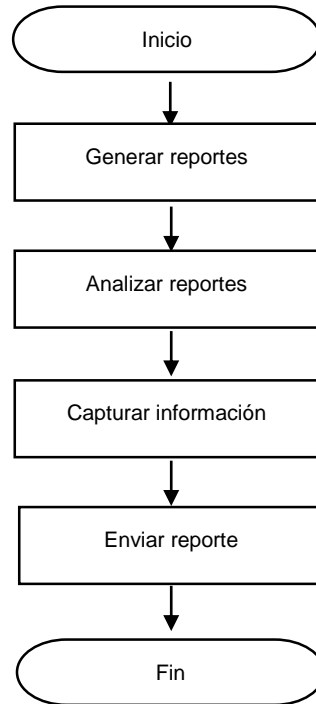 Inicio
Generar reportes
Analizar reportes
Capturar información
Enviar reporte
Fin